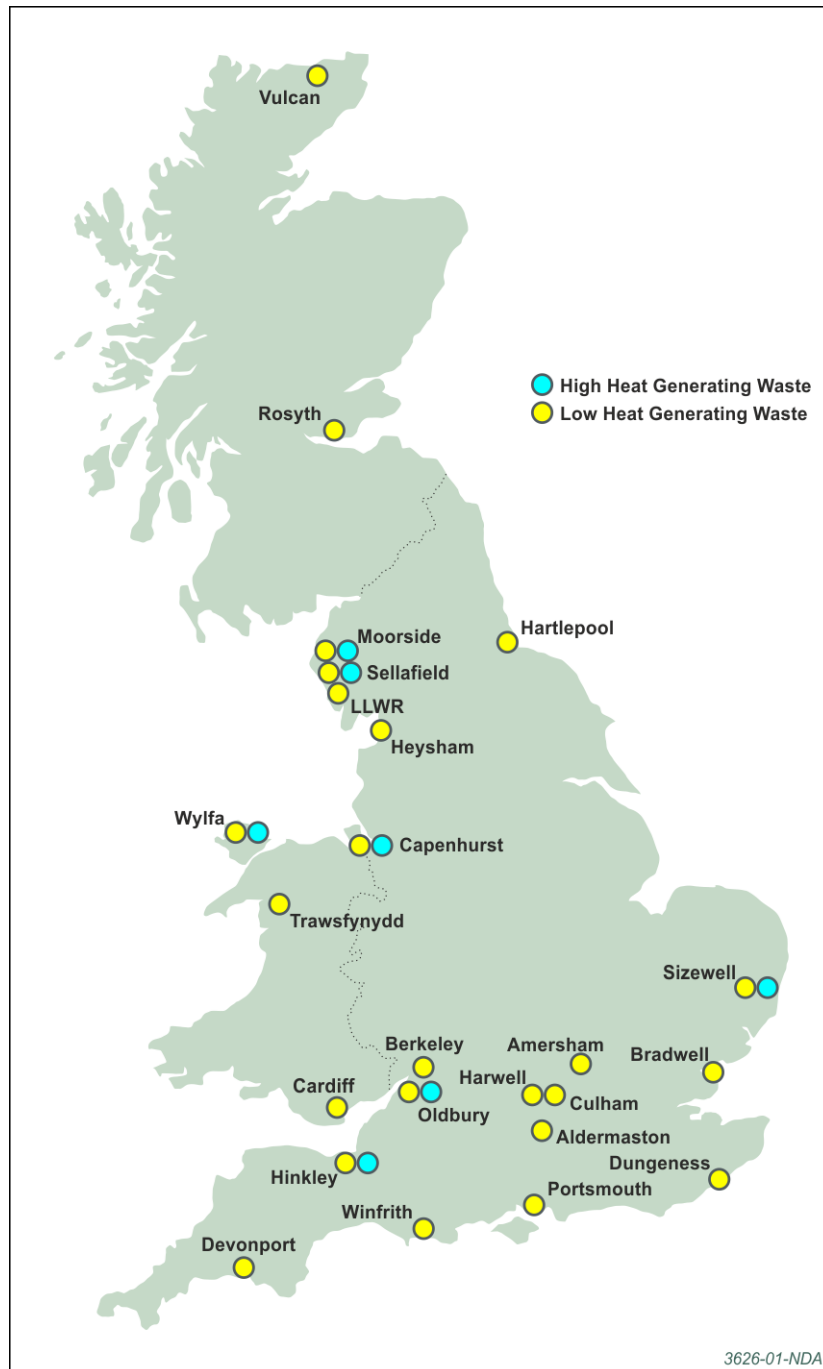 Vulcan
High Heat Generating Waste
Low Heat Generating Waste
Rosyth
Hartlepool
Moorside
Sellafield
LLWR
Heysham
Wylfa
Capenhurst
Trawsfynydd
Sizewell
Berkeley
Amersham
Bradwell
Harwell
Cardiff
Culham
Oldbury
Aldermaston
Dungeness
Hinkley
Portsmouth
Winfrith
Devonport
3626-01-NDA